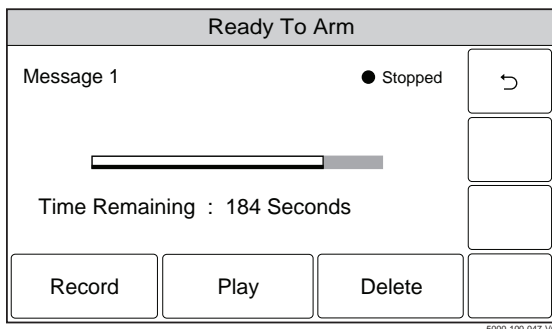 Ready To Arm
Message 1
● Stopped
Time Remaining : 184 Seconds
Record
Play
Delete